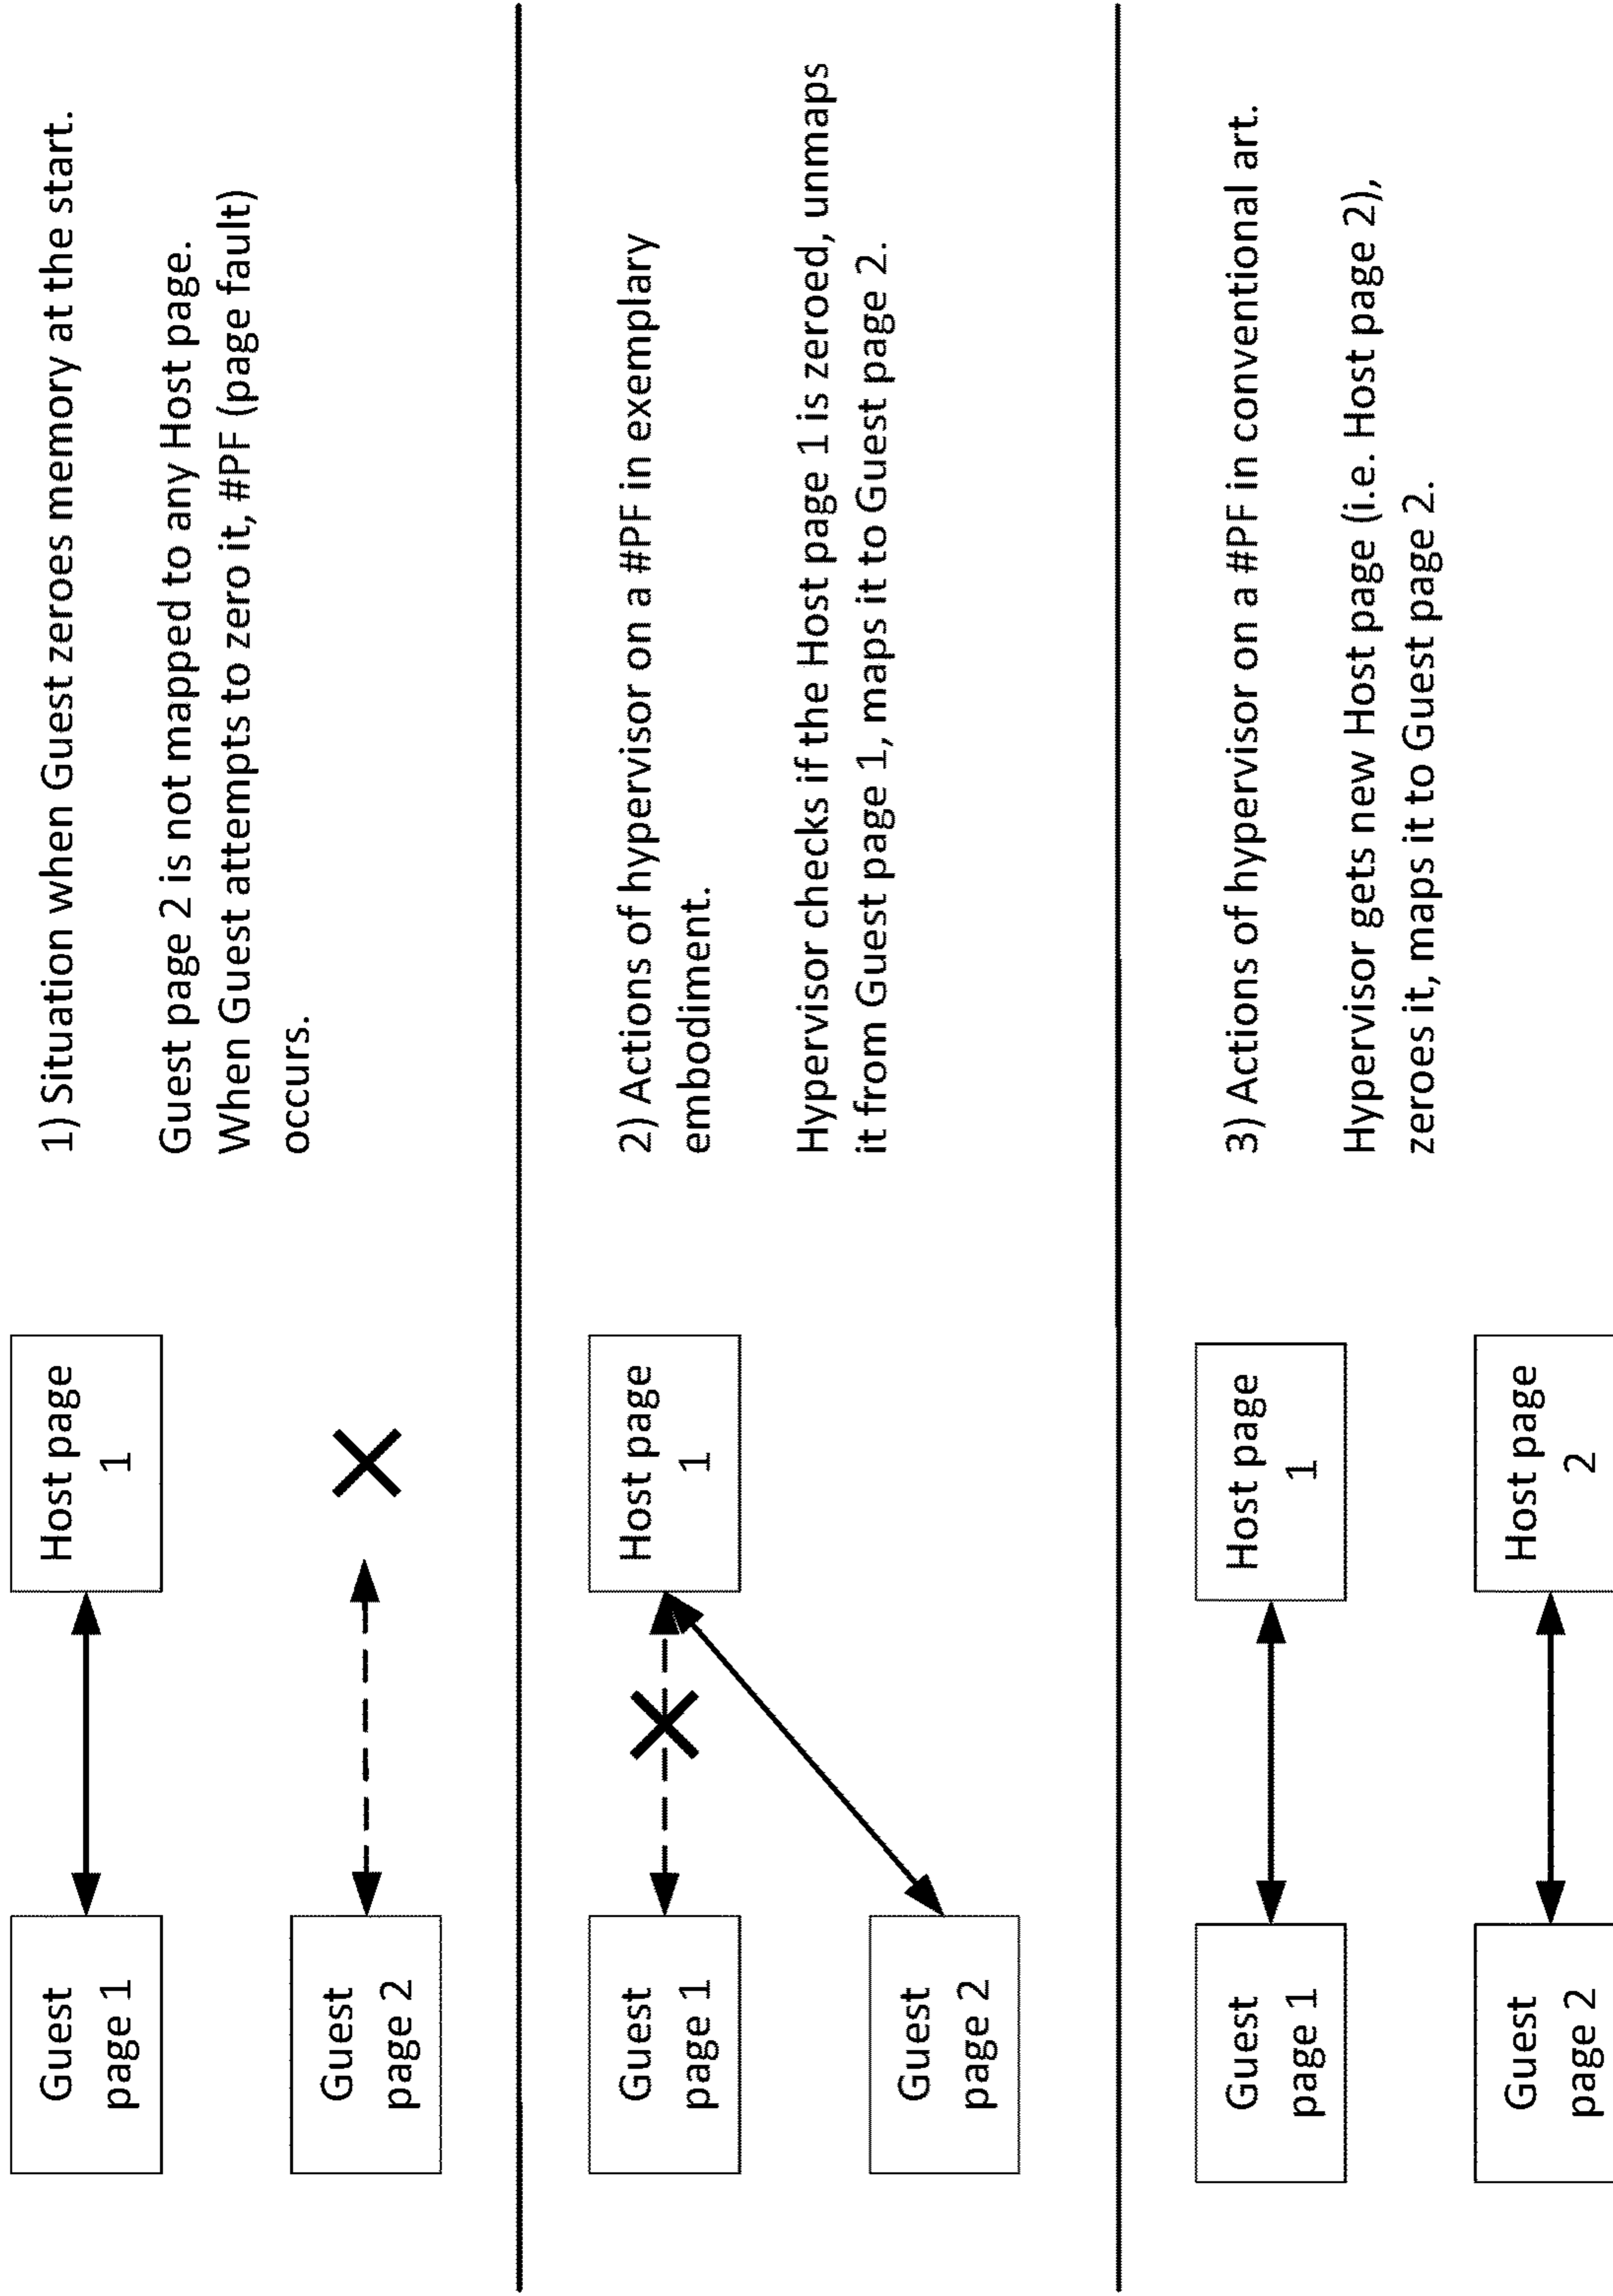 Guest
page 1
Host page
1
Guest
page 2
1) Situation when Guest zeroes memory at the start.
Guest page 2 is not mapped to any Host page.
When Guest attempts to zero it, #PF (page fault)
occurs.
Guest
page 1
Host page
1
Guest
page 2
2) Actions of hypervisor on a #PF in exemplary
embodiment.
Hypervisor checks if the Host page 1 is zeroed, unmaps
it from Guest page 1, maps it to Guest page 2.
Guest
page 1
Host page
1
Guest
page 2
Host page
2
3) Actions of hypervisor on a #PF in conventional art.
Hypervisor gets new Host page (i.e. Host page 2),
zeroes it, maps it to Guest page 2.